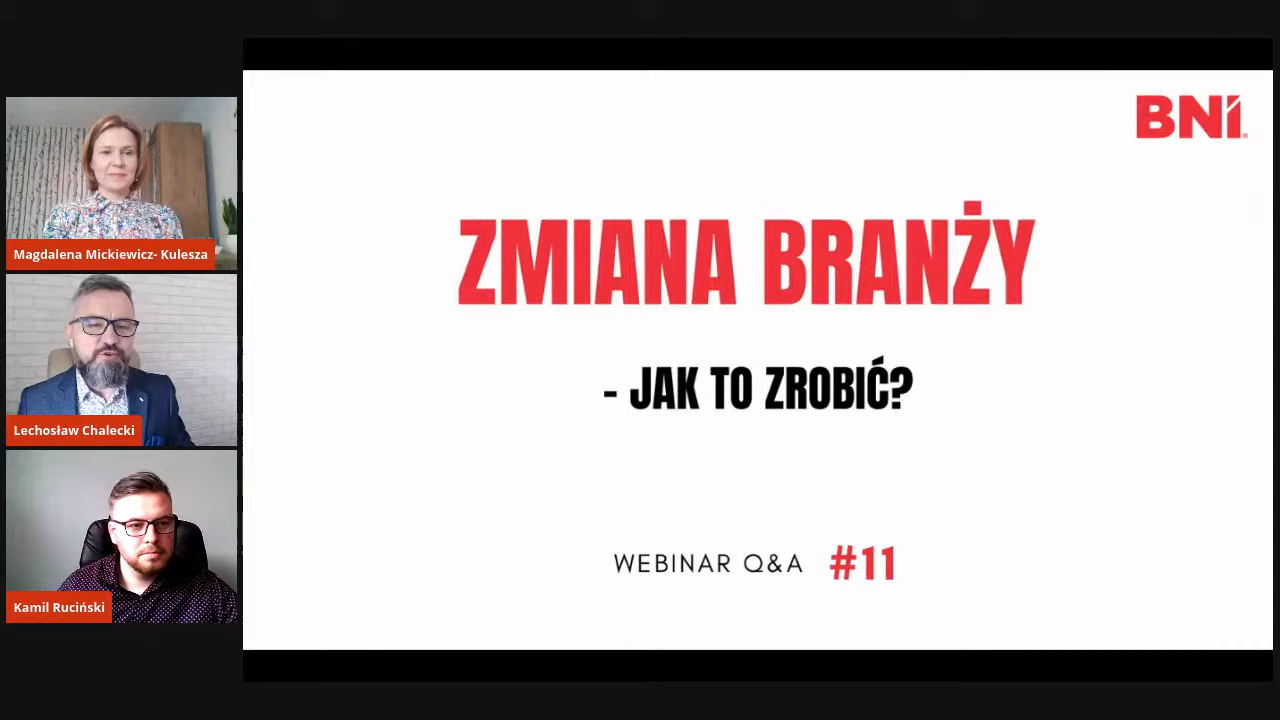 Magdalena Mickiewicz- Kulesza
Lechosław Chalecki
Kamil Ruciński
BNI®
ZMIANA BRANŻY
- JAK TO ZROBIĆ?
WEBINAR Q&A #11